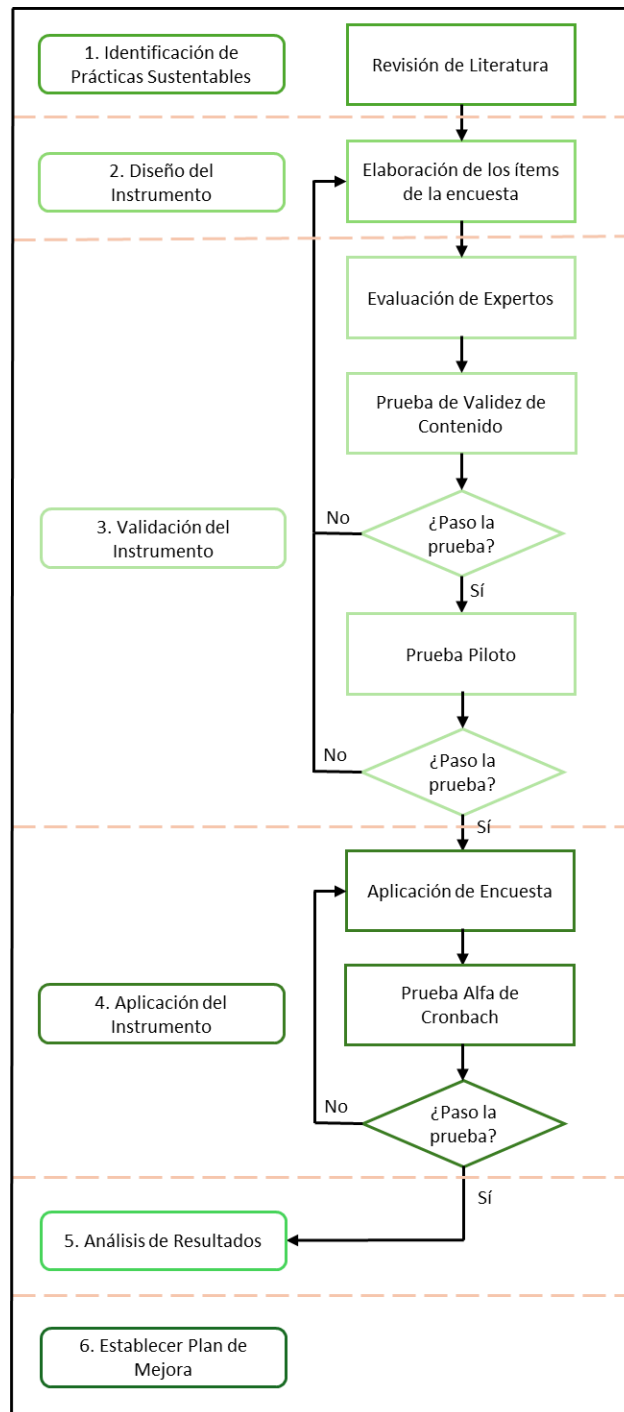 1. Identificación de
Prácticas Sustentables
Revisión de Literatura
2. Diseño del
Instrumento
Elaboración de los ítems
de la encuesta
Evaluación de Expertos
Prueba de Validez de
Contenido
3. Validación del
Instrumento
No
¿Paso la
prueba?
Sí
Prueba Piloto
No
¿Paso la
prueba?
Sí
Aplicación de Encuesta
4. Aplicación del
Instrumento
Prueba Alfa de
Cronbach
No
¿Paso la
prueba?
Sí
5. Análisis de Resultados
6. Establecer Plan de
Mejora